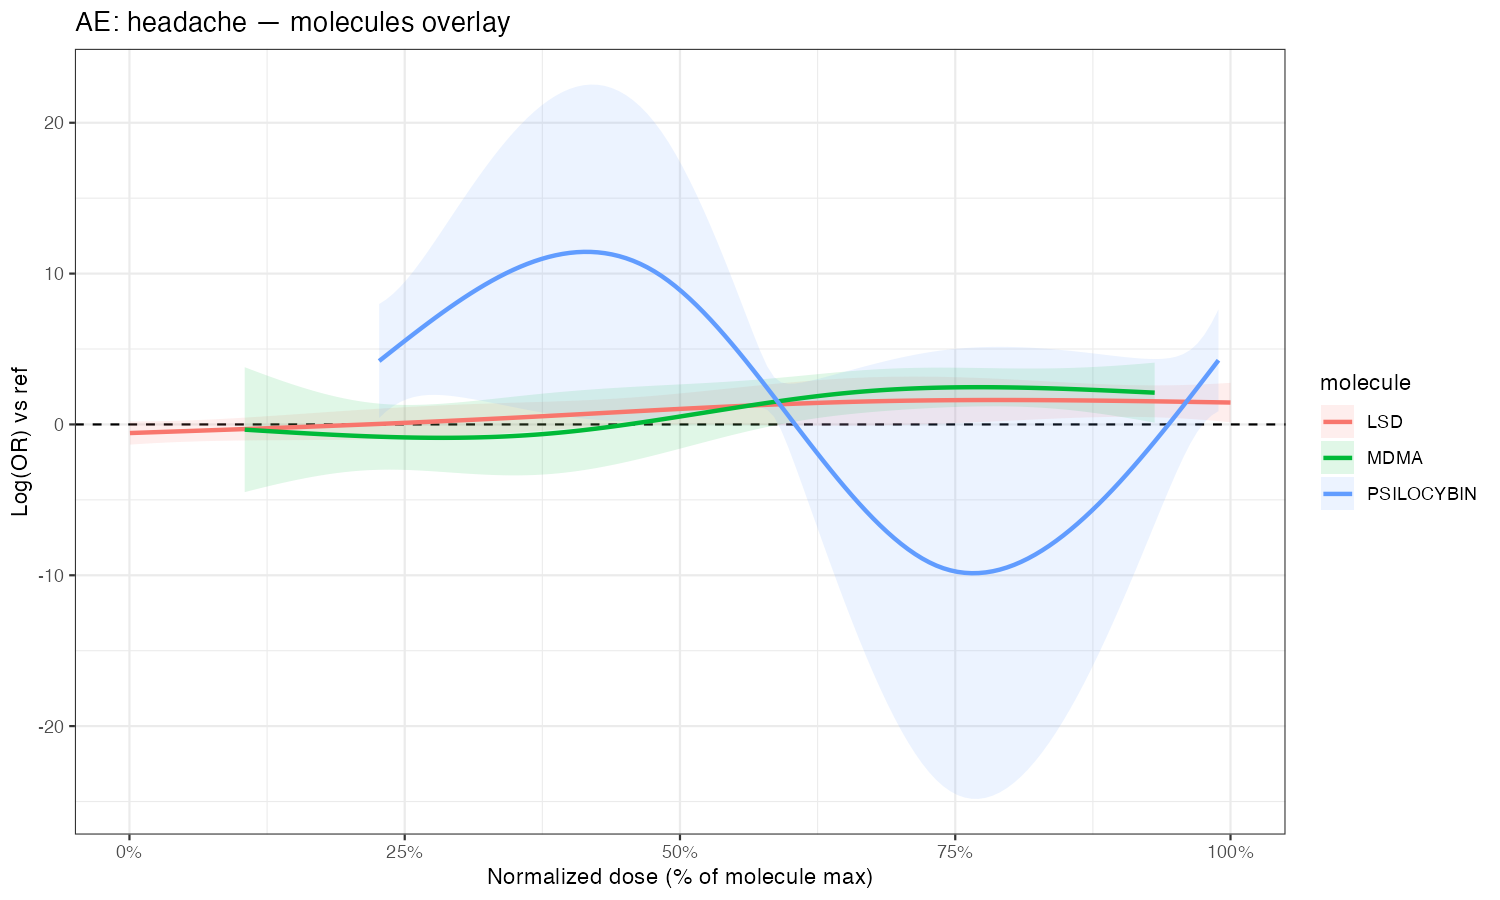 AE: headache — molecules overlay
20
10
0
-10
-20
Log(OR) vs ref
0%
25%
50%
75%
100%
Normalized dose (% of molecule max)
molecule
LSD
MDMA
PSILOCYBIN